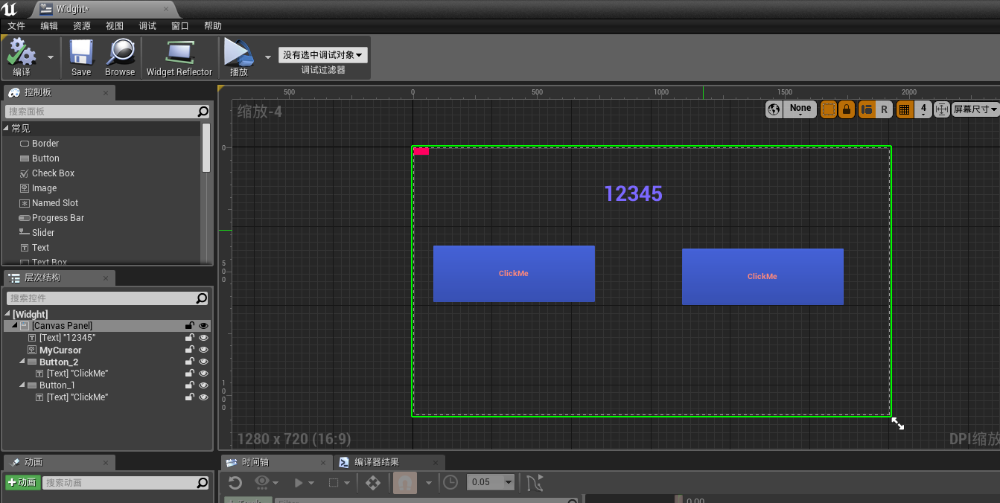 Widght*
文件 编辑 资源 视图 调试 窗口 帮助
编译 Save Browse Widget Reflector 播放 没有选中调试对象 调试过滤器
控制板
搜索面板
常见
Border
Button
Check Box
Image
Named Slot
Progress Bar
Slider
Text
Text Box
层次结构
搜索控件
[Widght]
[Canvas Panel]
[Text] "12345"
MyCursor
Button_2
[Text] "ClickMe"
Button_1
[Text] "ClickMe"
动画
+动画 搜索动画
500 0 500 1000 1500 2000
缩放-4
None R 4 屏幕尺寸
0
12345
ClickMe ClickMe
500
1000
1280 x 720 (16:9)
DPI缩放
时间轴 编译器结果
0.05
0.00